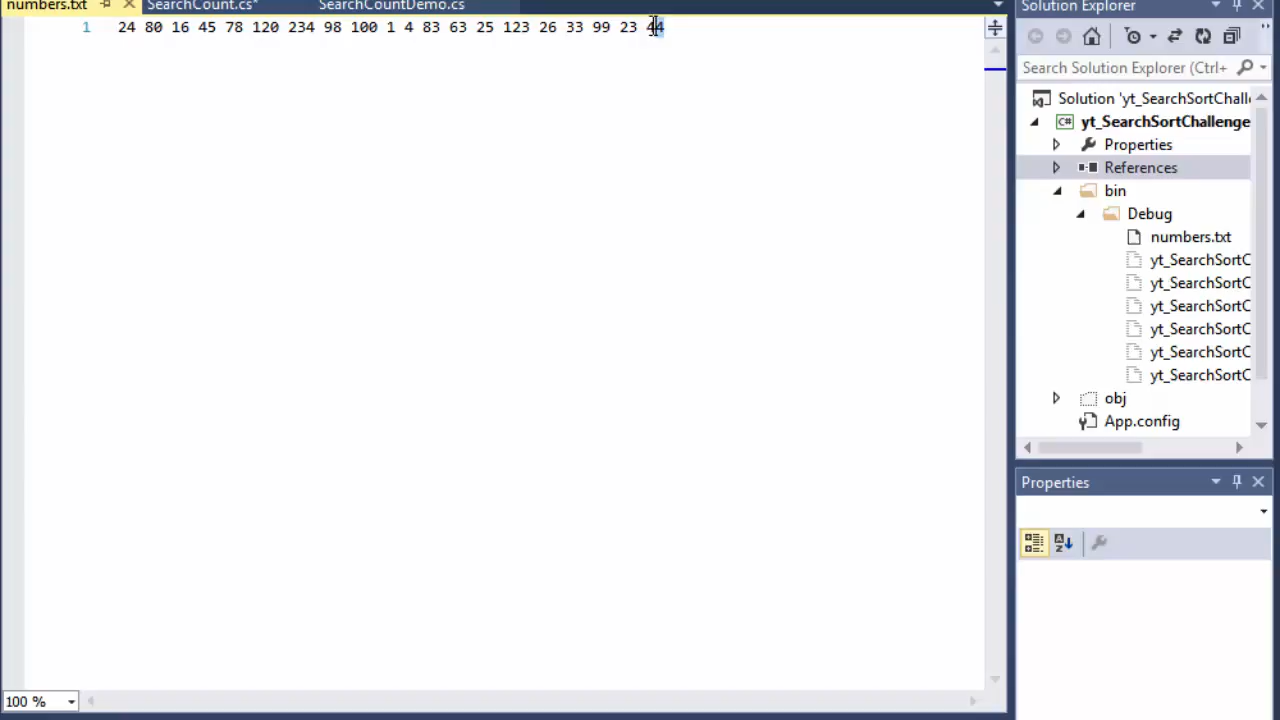 numbers.txt
SearchCount.cs*
SearchCountDemo.cs
1 24 80 16 45 78 120 234 98 100 1 4 83 63 25 123 26 33 99 23 44
100 %
Solution Explorer
Search Solution Explorer (Ctrl+
Solution 'yt_SearchSortChall
yt_SearchSortChallenge
Properties
References
bin
Debug
numbers.txt
yt_SearchSortC
yt_SearchSortC
yt_SearchSortC
yt_SearchSortC
yt_SearchSortC
yt_SearchSortC
obj
App.config
Properties